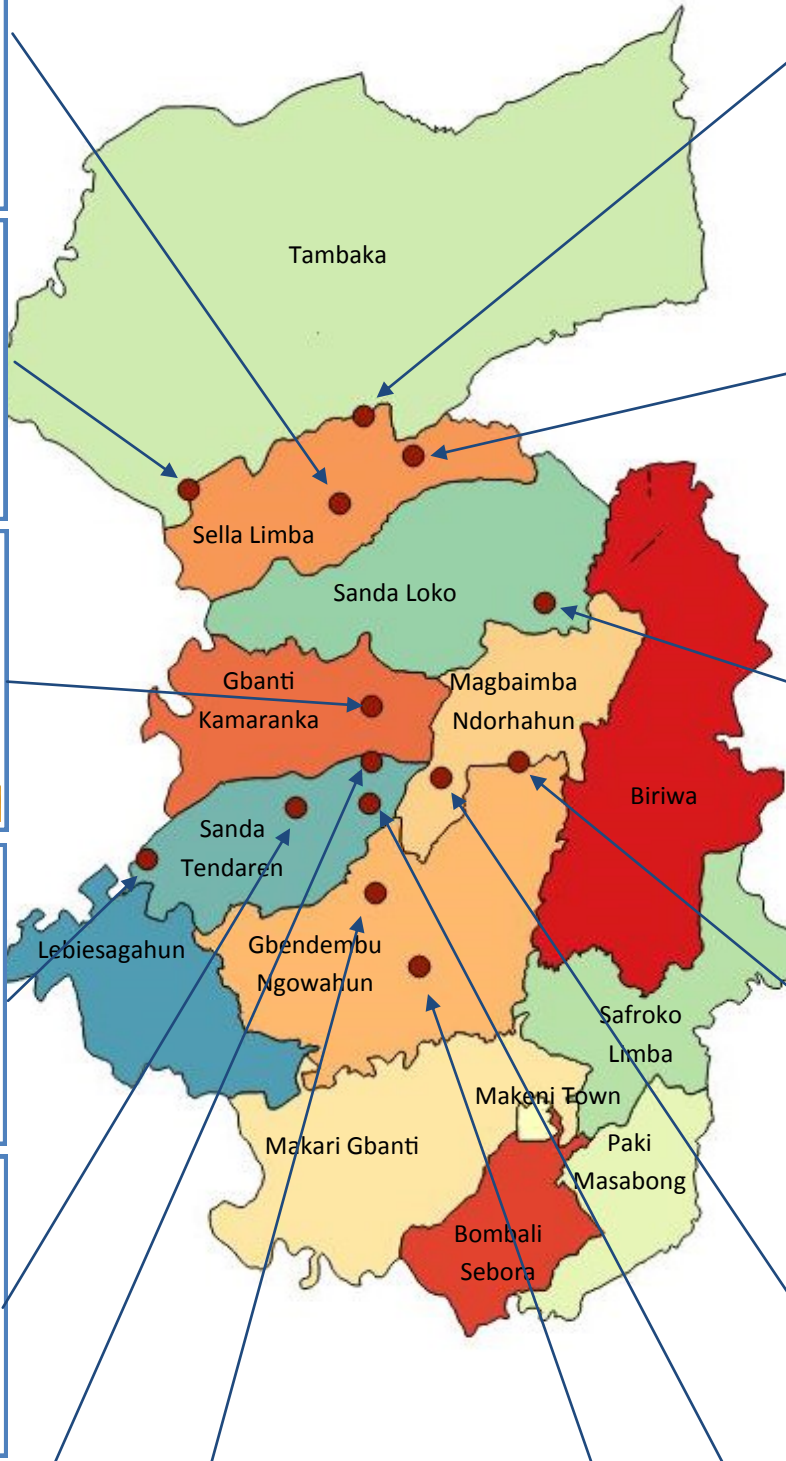 Tambaka
Sella Limba
Sanda Loko
Gbanti
Kamaranka
Magbaimba
Ndorhahun
Biriwa
Sanda
Tendaren
Lebiesagahun
Gbendembu
Ngowahun
Safroko
Limba
Makeni Town
Makari Gbanti
Paki
Masabong
Bombali
Sebora